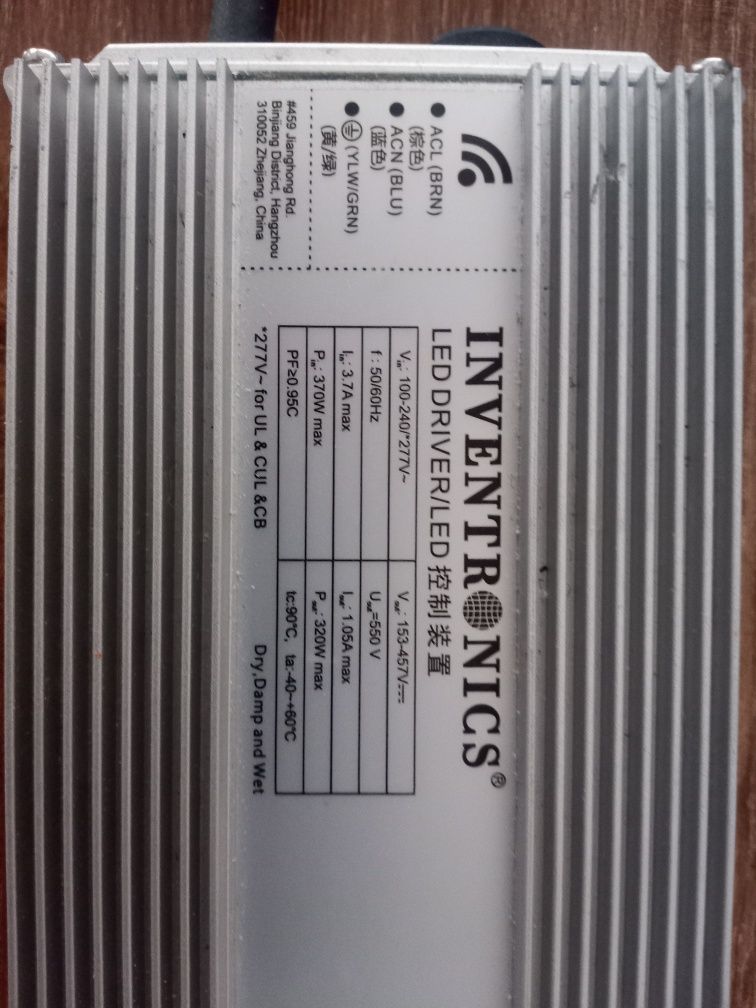 ACL (BRN)
(棕色)
ACN (BLU)
(蓝色)
(YLW/GRN)
(黄/绿)
#459 Jianghong Rd.
Binjiang District, Hangzhou
310052 Zhejiang, China
INVENTRONICS®
LED DRIVER/LED 控制装置
Vin: 100-240/*277V~ Vout: 153-457V⎓
f : 50/60Hz Uout=550 V
Iin: 3.7A max Iout: 1.05A max
Pin: 370W max Pout: 320W max
PF≥0.95C tc:90°C, ta:-40~+60°C
*277V~ for UL & CUL &CB Dry,Damp and Wet